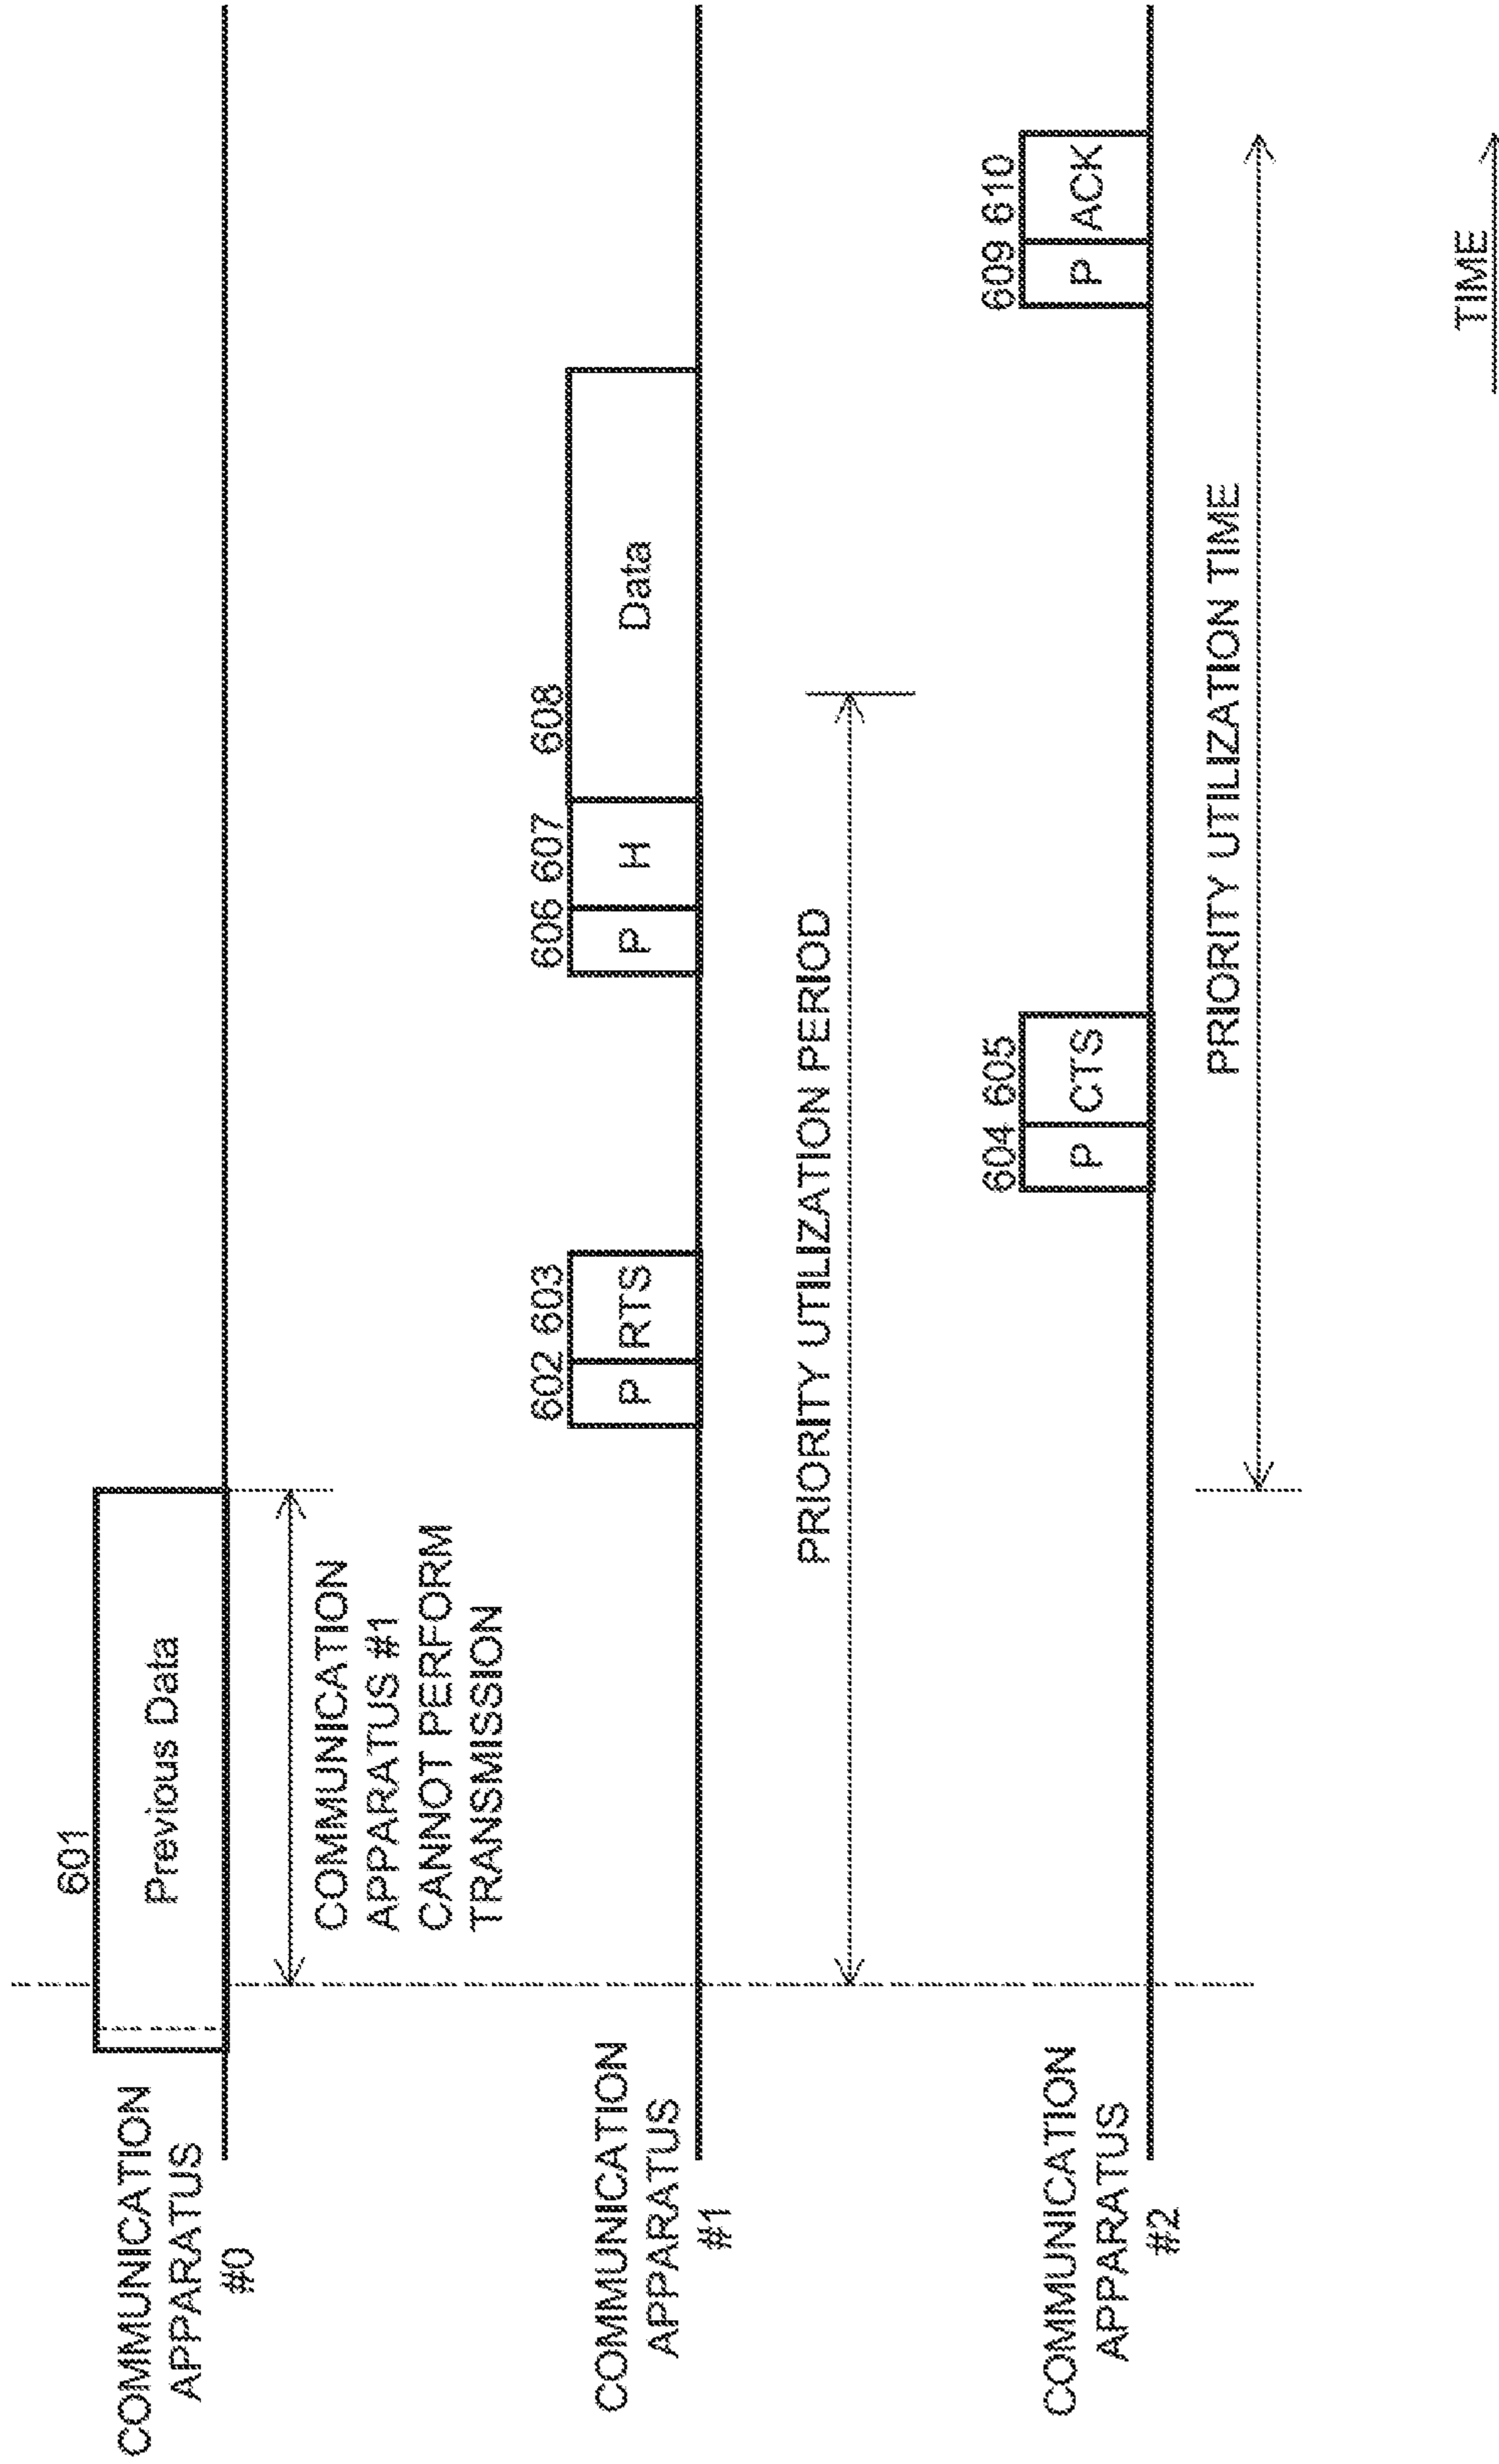 COMMUNICATION
APPARATUS
#0
601
Previous Data
COMMUNICATION
APPARATUS #1
CANNOT PERFORM
TRANSMISSION
COMMUNICATION
APPARATUS
#1
602 603
P RTS
606 607 608
P H Data
PRIORITY UTILIZATION PERIOD
COMMUNICATION
APPARATUS
#2
604 605
P CTS
609 610
P ACK
PRIORITY UTILIZATION TIME
TIME